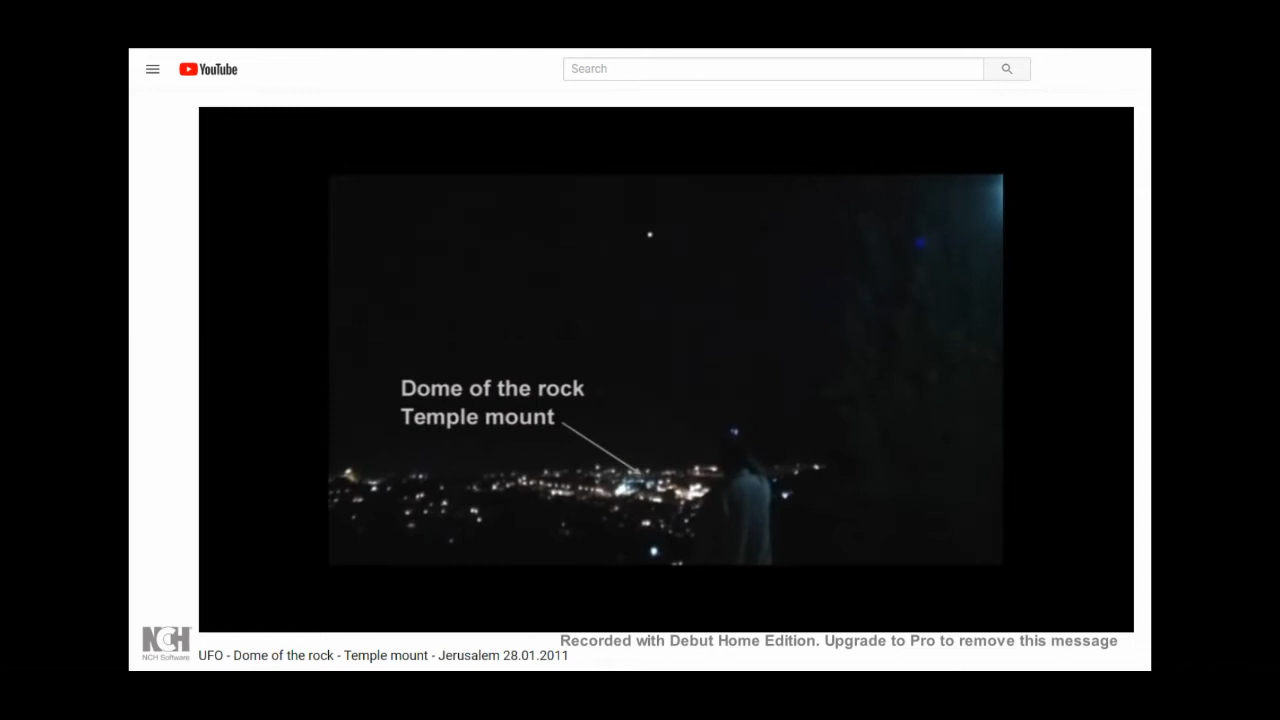 YouTube
Search
Dome of the rock
Temple mount
NCH
NCH Software
Recorded with Debut Home Edition. Upgrade to Pro to remove this message
UFO - Dome of the rock - Temple mount - Jerusalem 28.01.2011